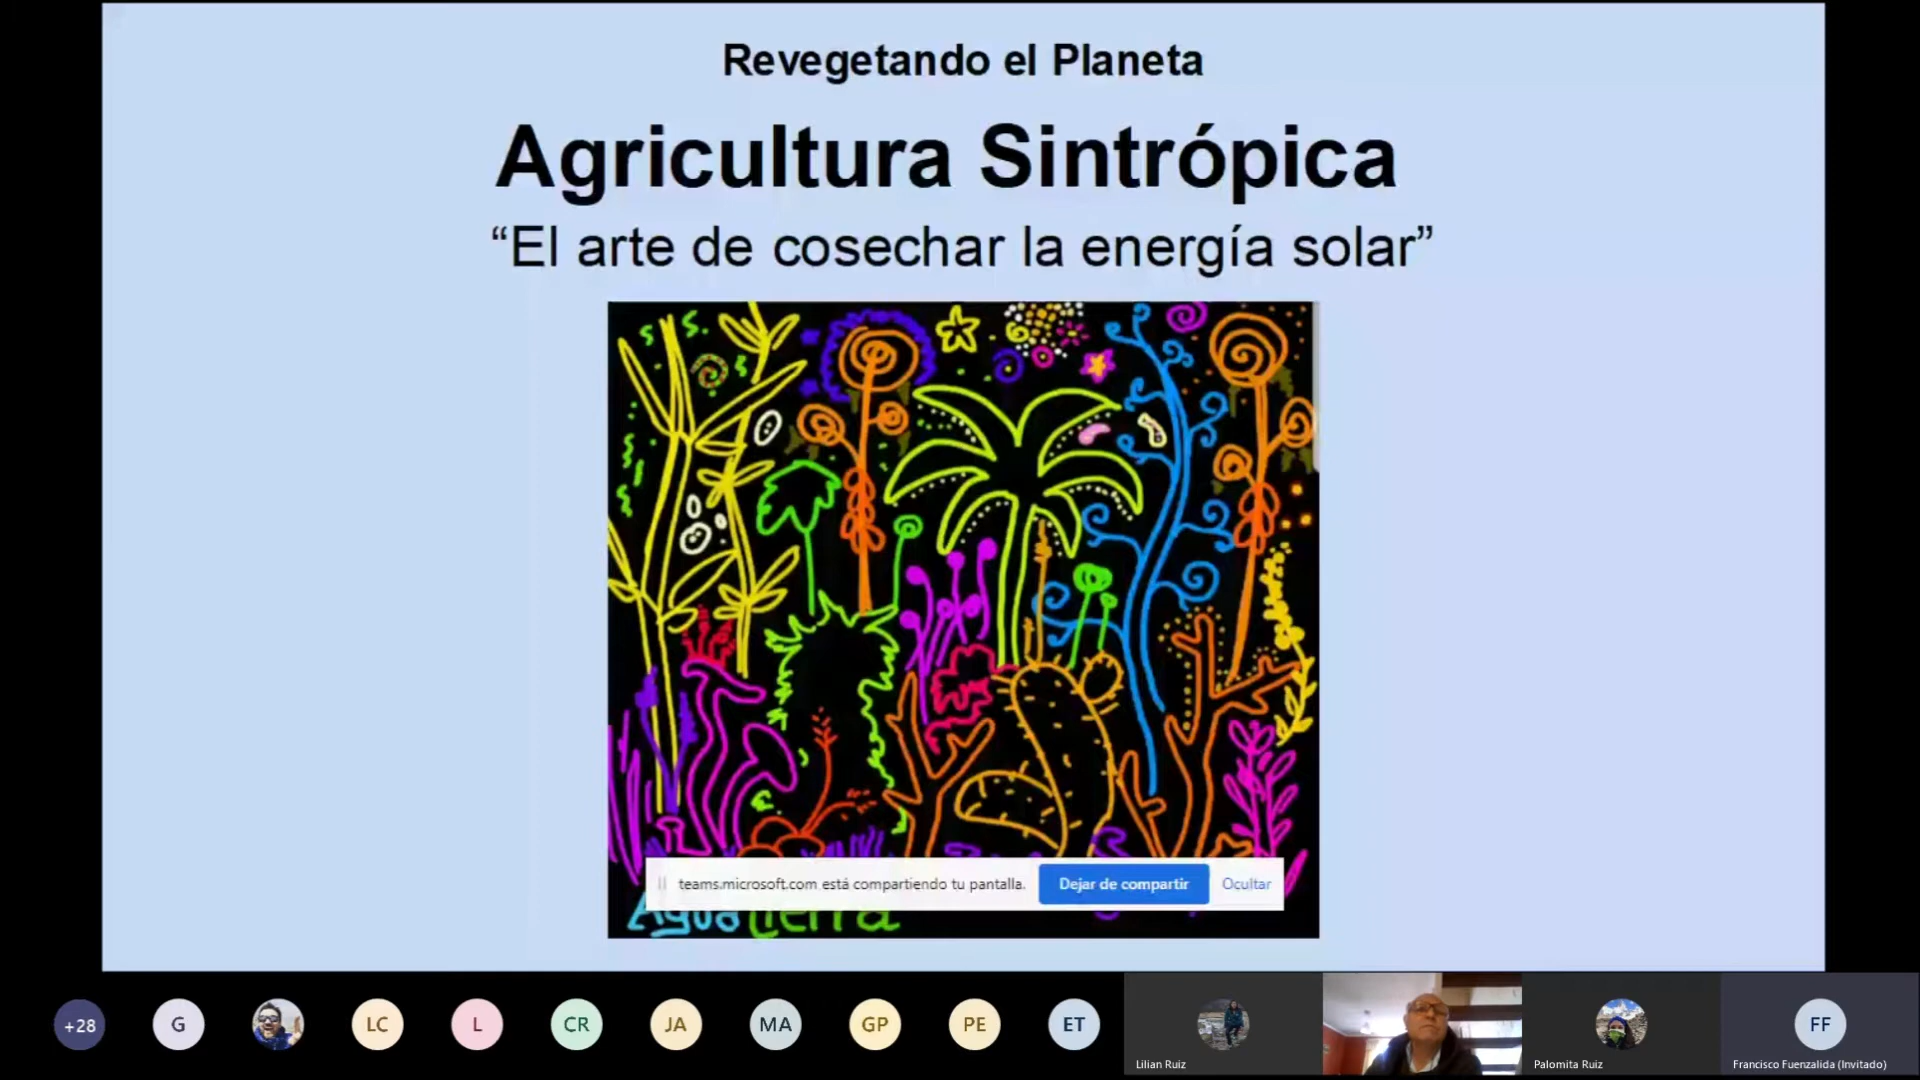 Revegetando el Planeta
Agricultura Sintrópica
“El arte de cosechar la energía solar”
teams.microsoft.com está compartiendo tu pantalla.
Dejar de compartir
Ocultar
AguaTierra
+28
G
LC
L
CR
JA
MA
GP
PE
ET
FF
Lilian Ruiz
Palomita Ruiz
Francisco Fuenzalida (Invitado)